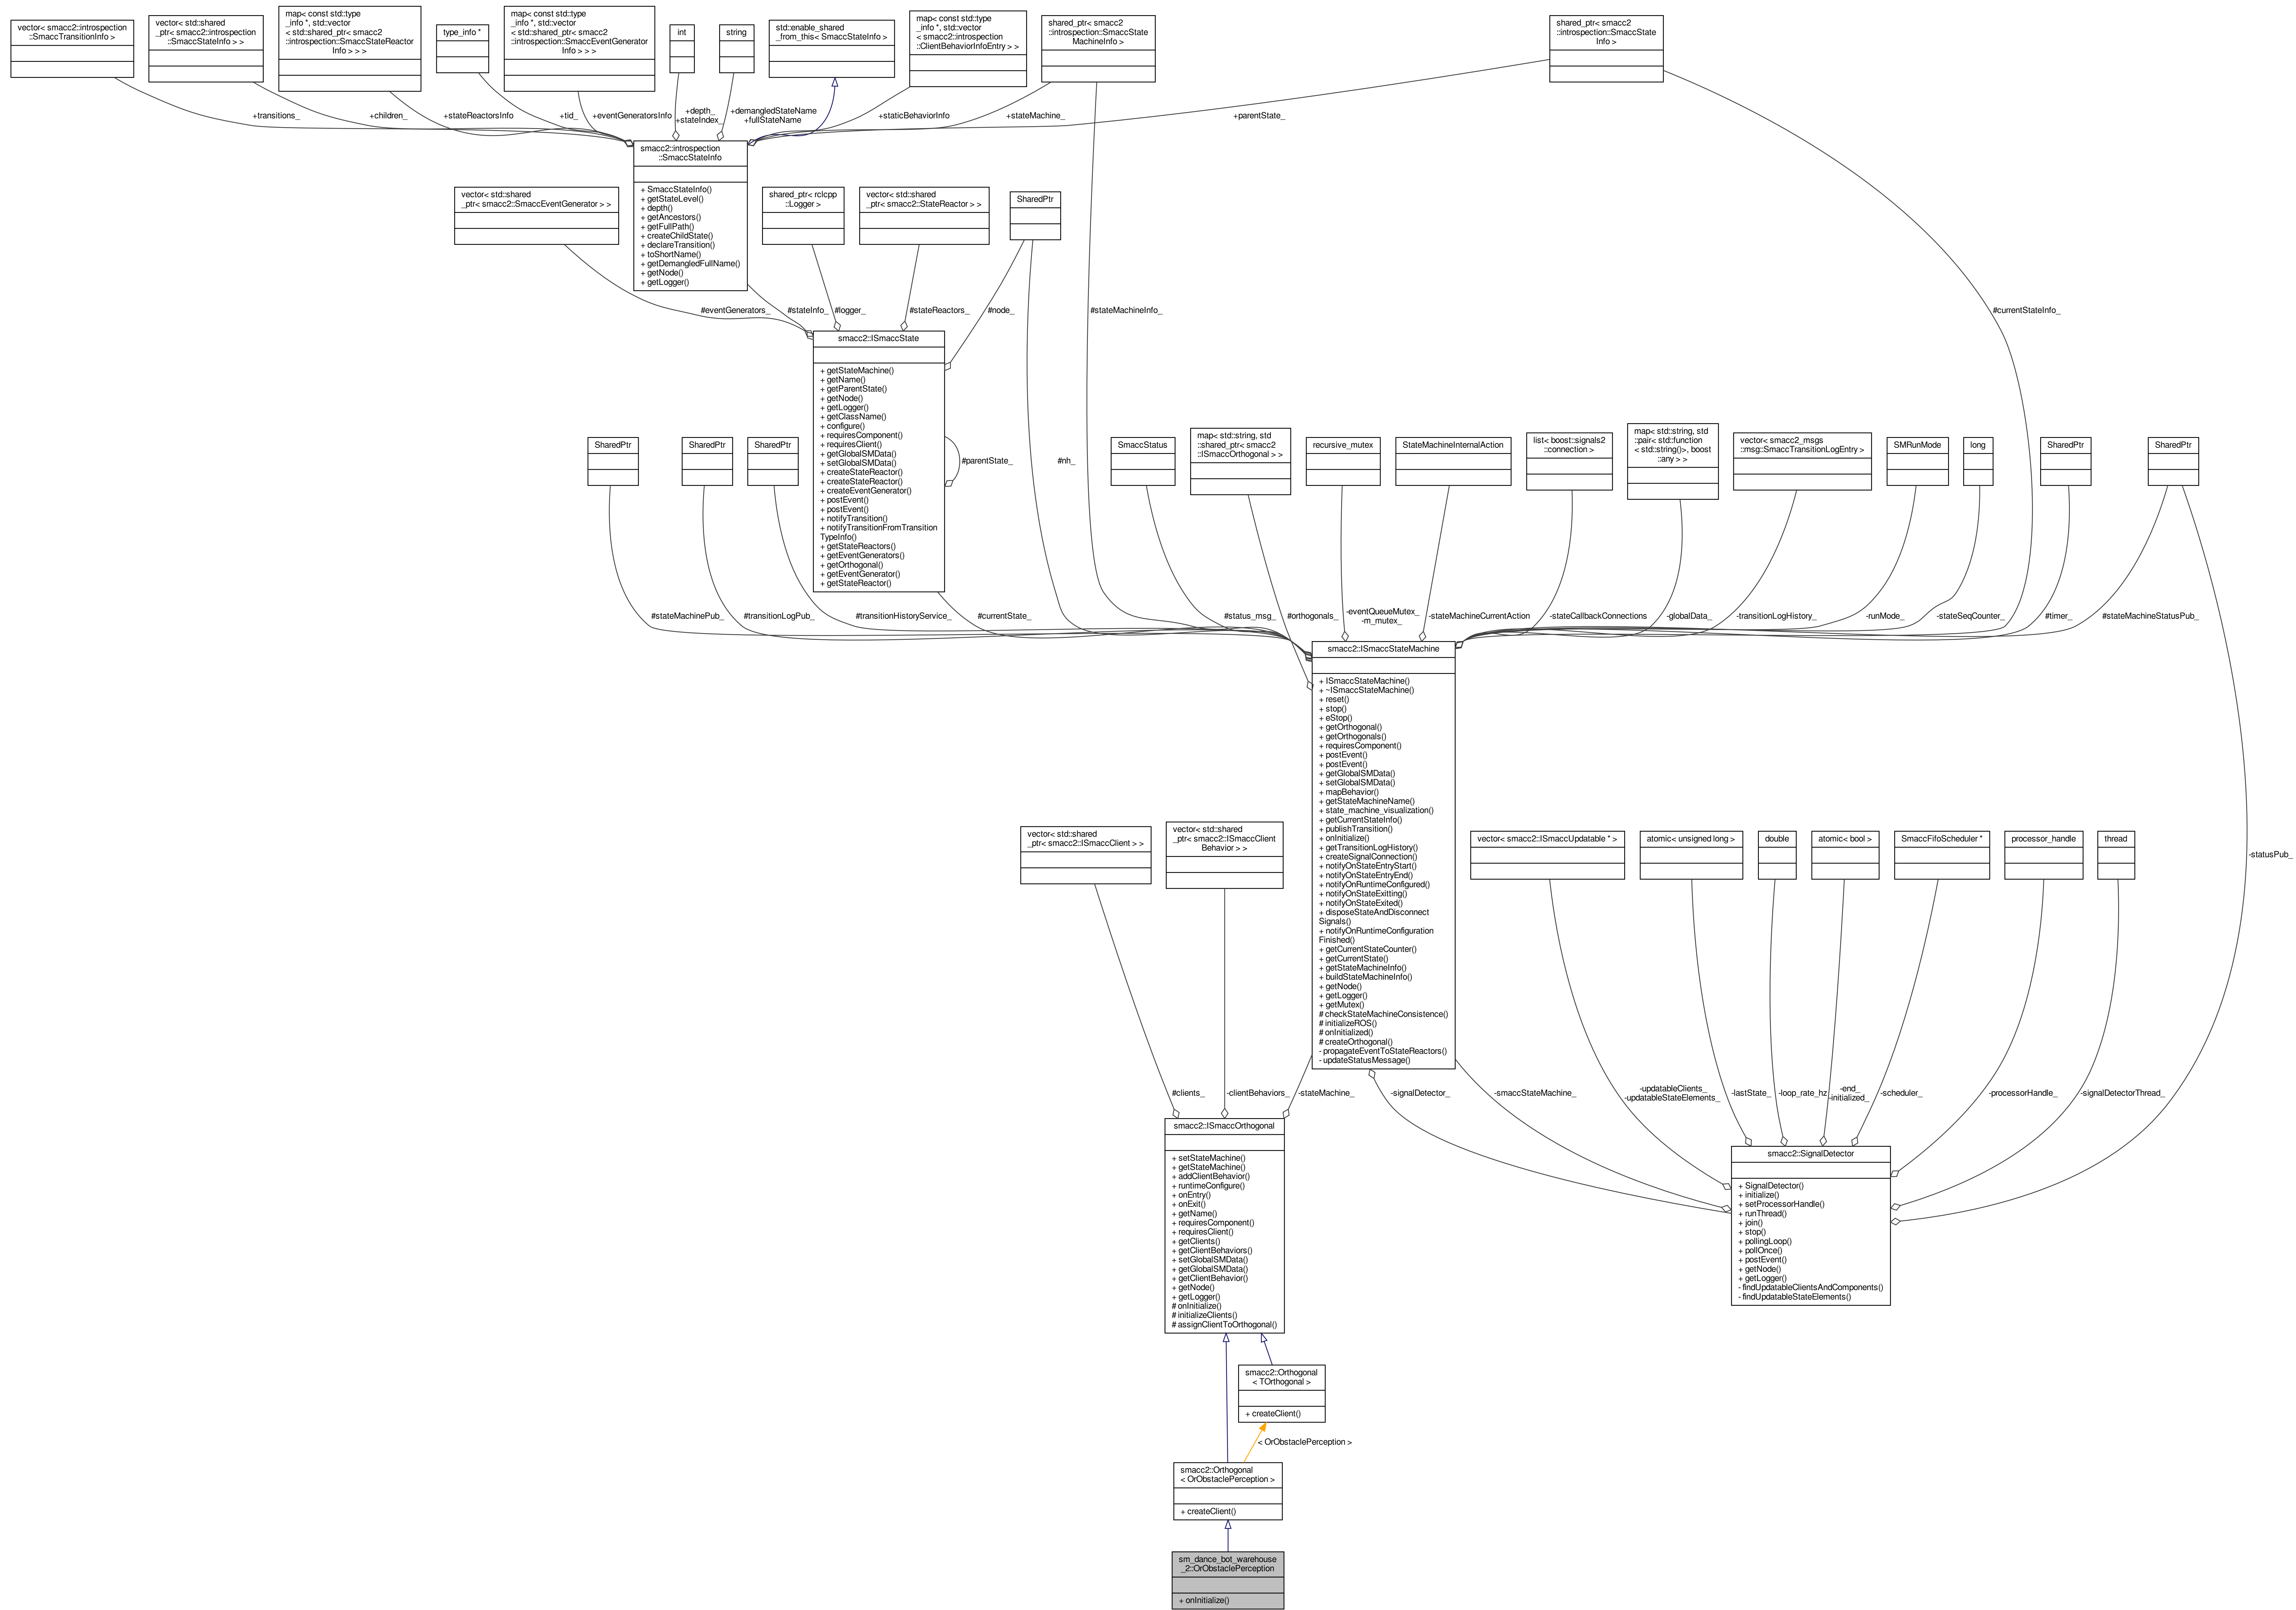 vector< smacc2::introspection
::SmaccTransitionInfo >
vector< std::shared
_ptr< smacc2::introspection
::SmaccStateInfo > >
map< const std::type
_info *, std::vector
< std::shared_ptr< smacc2
::introspection::SmaccStateReactor
Info > > >
type_info *
map< const std::type
_info *, std::vector
< std::shared_ptr< smacc2
::introspection::SmaccEventGenerator
Info > > >
int
string
std::enable_shared
_from_this< SmaccStateInfo >
map< const std::type
_info *, std::vector
< smacc2::introspection
::ClientBehaviorInfoEntry > >
shared_ptr< smacc2
::introspection::SmaccState
MachineInfo >
shared_ptr< smacc2
::introspection::SmaccState
Info >
+transitions_
+children_
+stateReactorsInfo
+tid_
+eventGeneratorsInfo
+depth_
+stateIndex_
+demangledStateName
+fullStateName
+staticBehaviorInfo
+stateMachine_
+parentState_
smacc2::introspection
::SmaccStateInfo
+ SmaccStateInfo()
+ getStateLevel()
+ depth()
+ getAncestors()
+ getFullPath()
+ createChildState()
+ declareTransition()
+ toShortName()
+ getDemangledFullName()
+ getNode()
+ getLogger()
vector< std::shared
_ptr< smacc2::SmaccEventGenerator > >
shared_ptr< rclcpp
::Logger >
vector< std::shared
_ptr< smacc2::StateReactor > >
SharedPtr
#eventGenerators_
#stateInfo_
#logger_
#stateReactors_
#node_
#stateMachineInfo_
#currentStateInfo_
smacc2::ISmaccState
+ getStateMachine()
+ getName()
+ getParentState()
+ getNode()
+ getLogger()
+ getClassName()
+ configure()
+ requiresComponent()
+ requiresClient()
+ getGlobalSMData()
+ setGlobalSMData()
+ createStateReactor()
+ createStateReactor()
+ createEventGenerator()
+ postEvent()
+ postEvent()
+ notifyTransition()
+ notifyTransitionFromTransition
TypeInfo()
+ getStateReactors()
+ getEventGenerators()
+ getOrthogonal()
+ getEventGenerator()
+ getStateReactor()
#parentState_
#nh_
SharedPtr
SharedPtr
SharedPtr
SmaccStatus
map< std::string, std
::shared_ptr< smacc2
::ISmaccOrthogonal > >
recursive_mutex
StateMachineInternalAction
list< boost::signals2
::connection >
map< std::string, std
::pair< std::function
< std::string()>, boost
::any > >
vector< smacc2_msgs
::msg::SmaccTransitionLogEntry >
SMRunMode
long
SharedPtr
SharedPtr
#stateMachinePub_
#transitionLogPub_
#transitionHistoryService_
#currentState_
#status_msg_
#orthogonals_
-eventQueueMutex_
-m_mutex_
-stateMachineCurrentAction
-stateCallbackConnections
-globalData_
-transitionLogHistory_
-runMode_
-stateSeqCounter_
#timer_
#stateMachineStatusPub_
smacc2::ISmaccStateMachine
+ ISmaccStateMachine()
+ ~ISmaccStateMachine()
+ reset()
+ stop()
+ eStop()
+ getOrthogonal()
+ getOrthogonals()
+ requiresComponent()
+ postEvent()
+ postEvent()
+ getGlobalSMData()
+ setGlobalSMData()
+ mapBehavior()
+ getStateMachineName()
+ state_machine_visualization()
+ getCurrentStateInfo()
+ publishTransition()
+ onInitialize()
+ getTransitionLogHistory()
+ createSignalConnection()
+ notifyOnStateEntryStart()
+ notifyOnStateEntryEnd()
+ notifyOnRuntimeConfigured()
+ notifyOnStateExitting()
+ notifyOnStateExited()
+ disposeStateAndDisconnect
Signals()
+ notifyOnRuntimeConfiguration
Finished()
+ getCurrentStateCounter()
+ getCurrentState()
+ getStateMachineInfo()
+ buildStateMachineInfo()
+ getNode()
+ getLogger()
+ getMutex()
# checkStateMachineConsistence()
# initializeROS()
# onInitialized()
# createOrthogonal()
- propagateEventToStateReactors()
- updateStatusMessage()
vector< std::shared
_ptr< smacc2::ISmaccClient > >
vector< std::shared
_ptr< smacc2::ISmaccClient
Behavior > >
vector< smacc2::ISmaccUpdatable * >
atomic< unsigned long >
double
atomic< bool >
SmaccFifoScheduler *
processor_handle
thread
-statusPub_
#clients_
-clientBehaviors_
-stateMachine_
-signalDetector_
-smaccStateMachine_
-updatableClients_
-updatableStateElements_
-lastState_
-loop_rate_hz
-end_
-initialized_
-scheduler_
-processorHandle_
-signalDetectorThread_
smacc2::ISmaccOrthogonal
+ setStateMachine()
+ getStateMachine()
+ addClientBehavior()
+ runtimeConfigure()
+ onEntry()
+ onExit()
+ getName()
+ requiresComponent()
+ requiresClient()
+ getClients()
+ getClientBehaviors()
+ setGlobalSMData()
+ getGlobalSMData()
+ getClientBehavior()
+ getNode()
+ getLogger()
# onInitialize()
# initializeClients()
# assignClientToOrthogonal()
smacc2::SignalDetector
+ SignalDetector()
+ initialize()
+ setProcessorHandle()
+ runThread()
+ join()
+ stop()
+ pollingLoop()
+ pollOnce()
+ postEvent()
+ getNode()
+ getLogger()
- findUpdatableClientsAndComponents()
- findUpdatableStateElements()
smacc2::Orthogonal
< TOrthogonal >
+ createClient()
< OrObstaclePerception >
smacc2::Orthogonal
< OrObstaclePerception >
+ createClient()
sm_dance_bot_warehouse
_2::OrObstaclePerception
+ onInitialize()